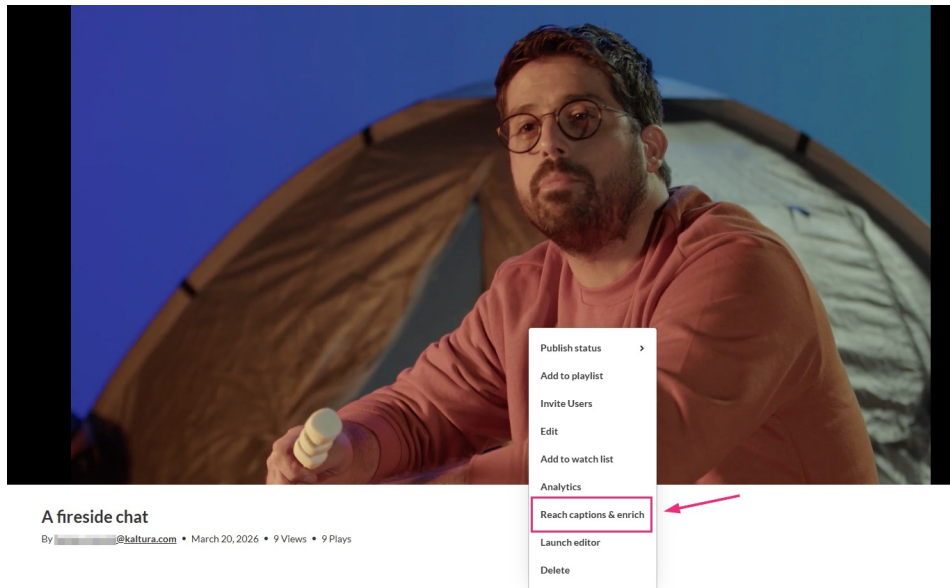 Publish status
Add to playlist
Invite Users
Edit
Add to watch list
Analytics
Reach captions & enrich
Launch editor
Delete
A fireside chat
By @kaltura.com • March 20, 2026 • 9 Views • 9 Plays